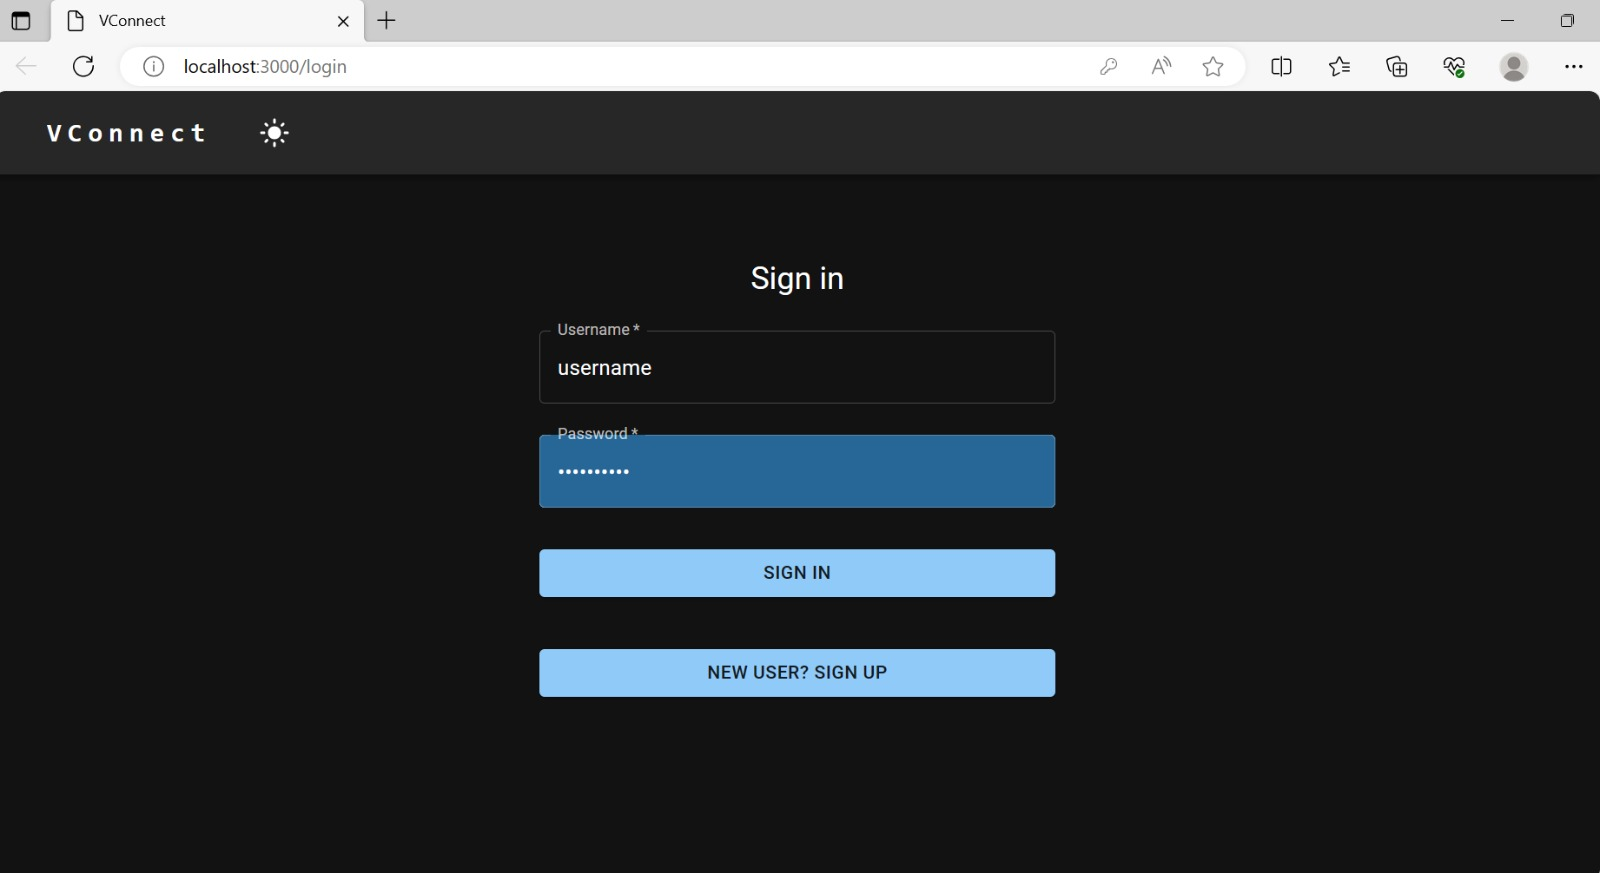 VConnect
localhost:3000/login
VConnect
Sign in
Username *
username
Password *
••••••••••
SIGN IN
NEW USER? SIGN UP